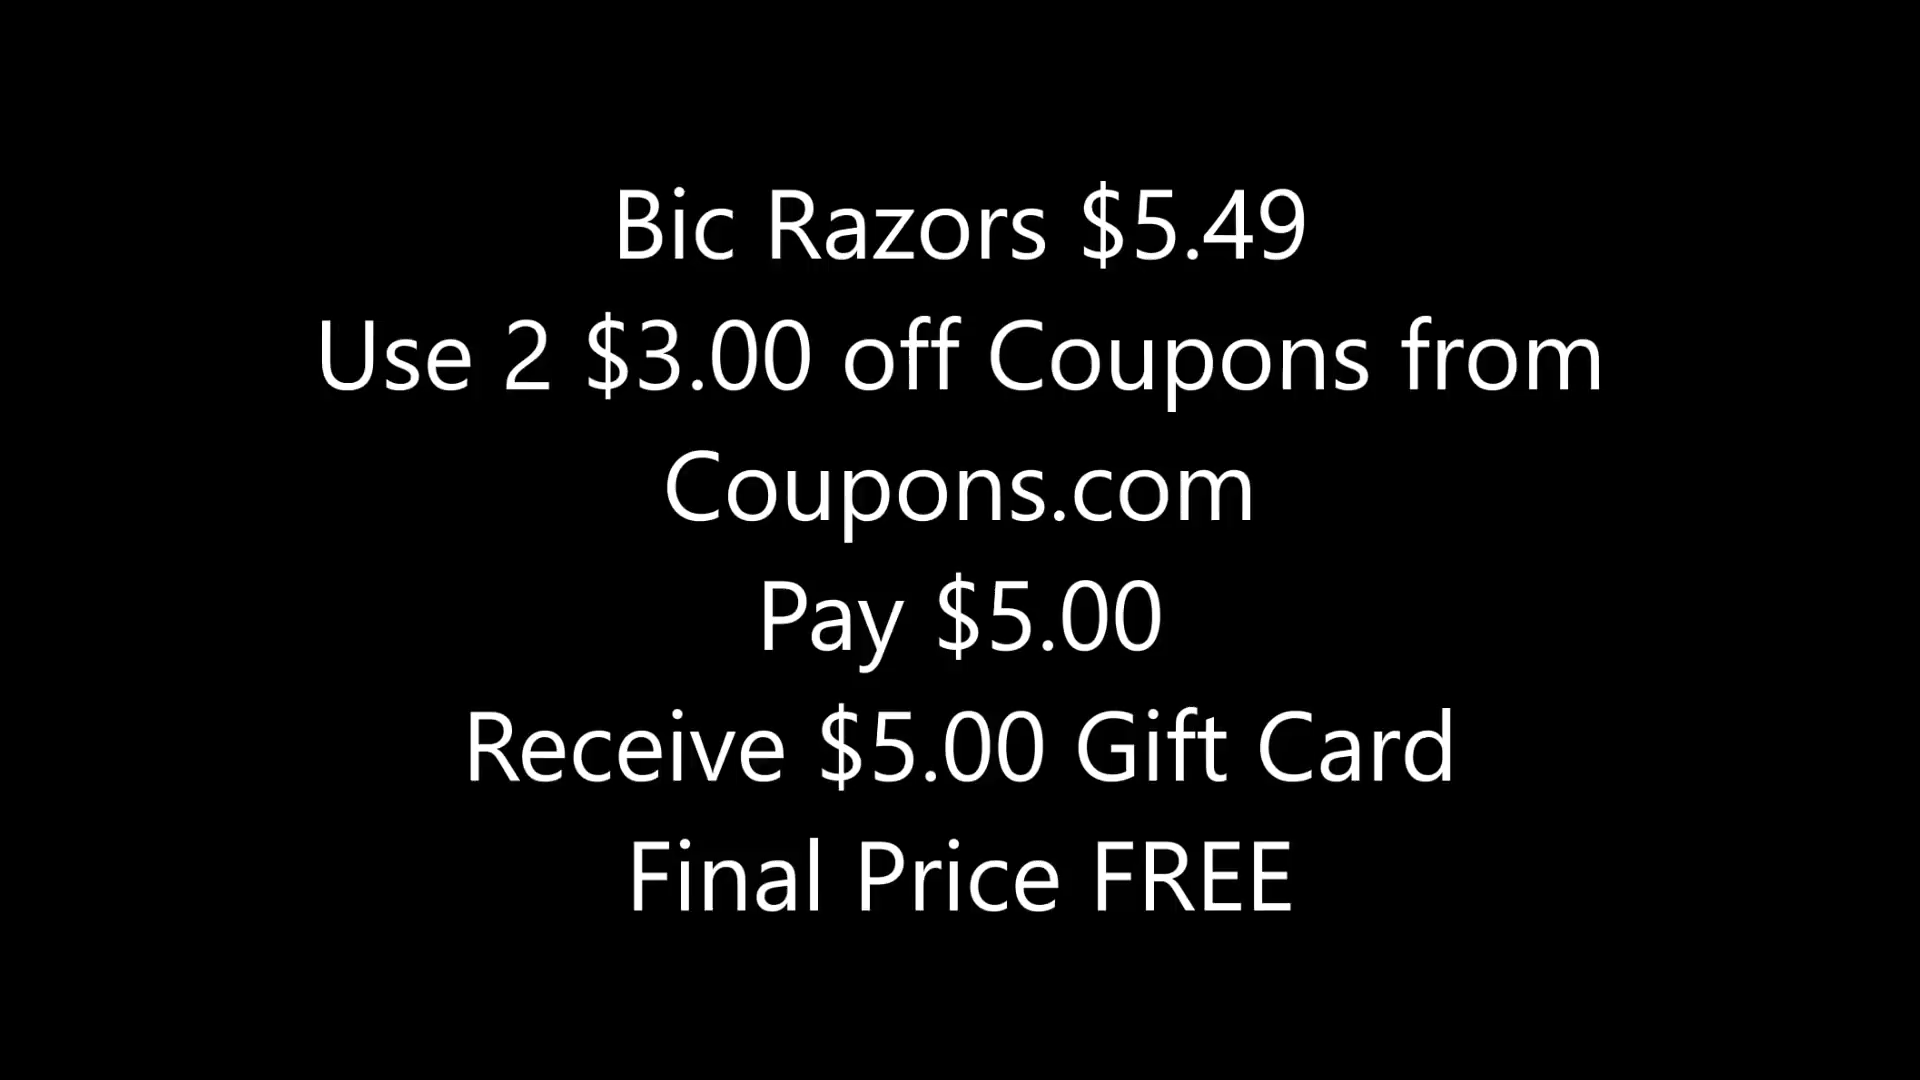 Bic Razors $5.49
Use 2 $3.00 off Coupons from
Coupons.com
Pay $5.00
Receive $5.00 Gift Card
Final Price FREE